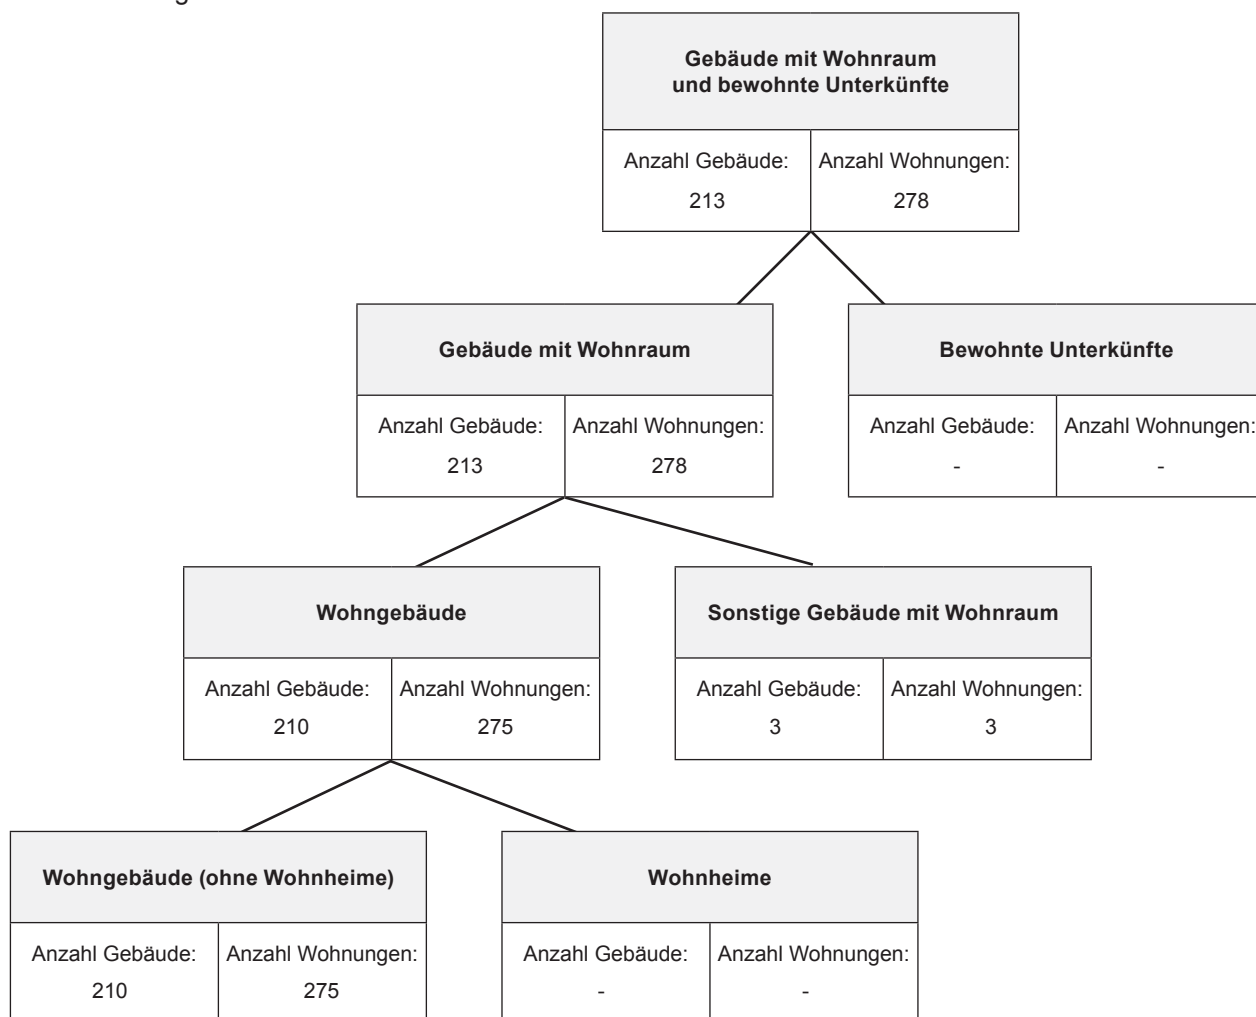 Gebäude mit Wohnraum
und bewohnte Unterkünfte
Anzahl Gebäude: Anzahl Wohnungen:
213 278
Gebäude mit Wohnraum
Bewohnte Unterkünfte
Anzahl Gebäude: Anzahl Wohnungen:
213 278
Anzahl Gebäude: Anzahl Wohnungen:
- -
Wohngebäude
Sonstige Gebäude mit Wohnraum
Anzahl Gebäude: Anzahl Wohnungen:
210 275
Anzahl Gebäude: Anzahl Wohnungen:
3 3
Wohngebäude (ohne Wohnheime)
Wohnheime
Anzahl Gebäude: Anzahl Wohnungen:
210 275
Anzahl Gebäude: Anzahl Wohnungen:
- -